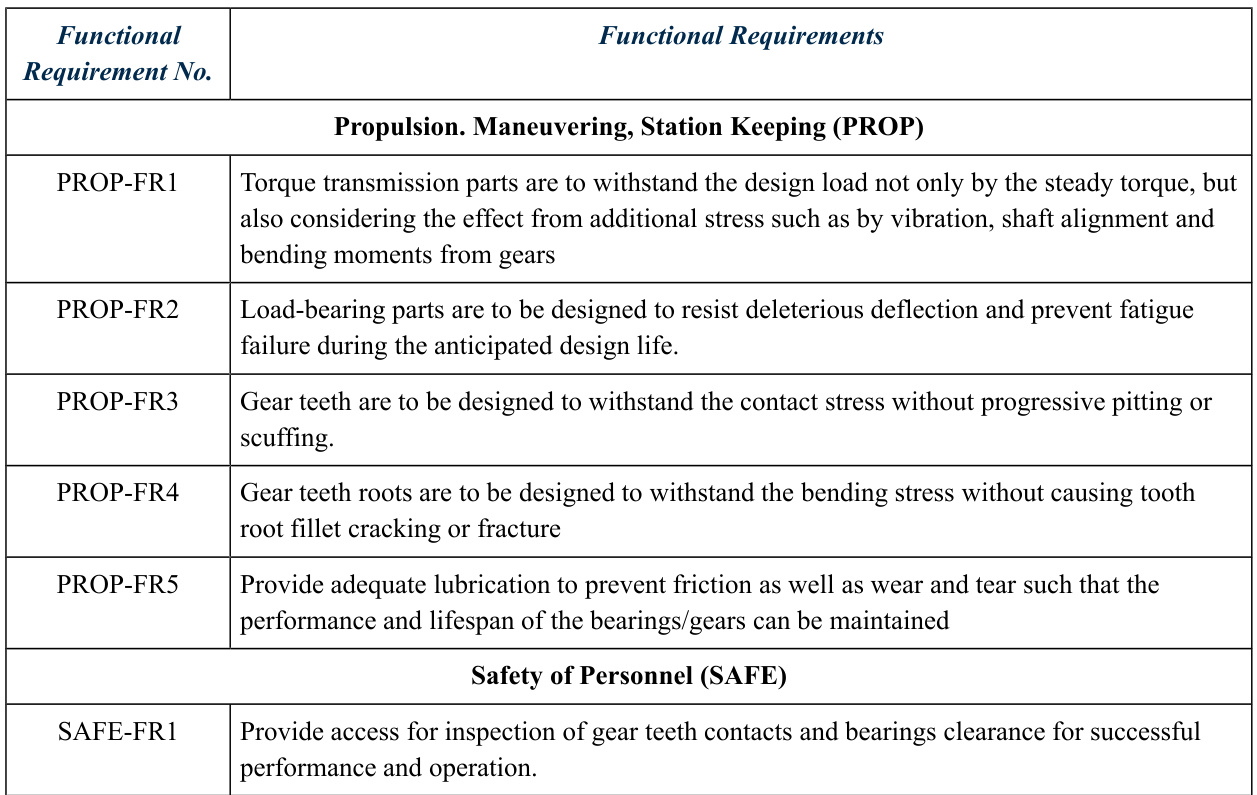 Functional
Requirement No.
Functional Requirements
Propulsion. Maneuvering, Station Keeping (PROP)
PROP-FR1
Torque transmission parts are to withstand the design load not only by the steady torque, but
also considering the effect from additional stress such as by vibration, shaft alignment and
bending moments from gears
PROP-FR2
Load-bearing parts are to be designed to resist deleterious deflection and prevent fatigue
failure during the anticipated design life.
PROP-FR3
Gear teeth are to be designed to withstand the contact stress without progressive pitting or
scuffing.
PROP-FR4
Gear teeth roots are to be designed to withstand the bending stress without causing tooth
root fillet cracking or fracture
PROP-FR5
Provide adequate lubrication to prevent friction as well as wear and tear such that the
performance and lifespan of the bearings/gears can be maintained
Safety of Personnel (SAFE)
SAFE-FR1
Provide access for inspection of gear teeth contacts and bearings clearance for successful
performance and operation.